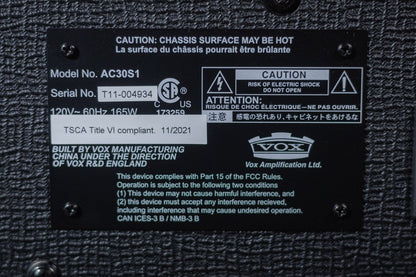 CAUTION: CHASSIS SURFACE MAY BE HOT
La surface du châssis pourrait être brûlante
Model No. AC30S1
Serial No. T11-004934
120V~ 60Hz 165W
SA
C US
173259
TSCA Title VI compliant. 11/2021
CAUTION
RISK OF ELECTRIC SHOCK
DO NOT OPEN
ATTENTION:
RISQUE DE CHOC ÉLECTRIQUE—NE PAS OUVRIR
注意 感電の恐れあり、キャビネットをあけるな
BUILT BY VOX MANUFACTURING
CHINA UNDER THE DIRECTION
OF VOX R&D ENGLAND
VOX
Vox Amplification Ltd.
This device complies with Part 15 of the FCC Rules.
Operation is subject to the following two conditions
(1) This device may not cause harmful interference, and
(2) this device must accept any interference recieved,
including interference that may cause undesired operation.
CAN ICES-3 B / NMB-3 B